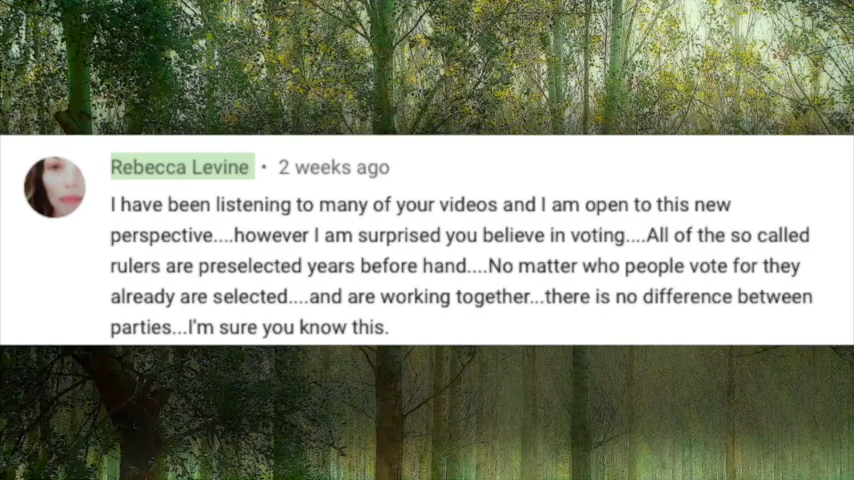 Rebecca Levine • 2 weeks ago
I have been listening to many of your videos and I am open to this new
perspective....however I am surprised you believe in voting....All of the so called
rulers are preselected years before hand....No matter who people vote for they
already are selected....and are working together...there is no difference between
parties...I'm sure you know this.